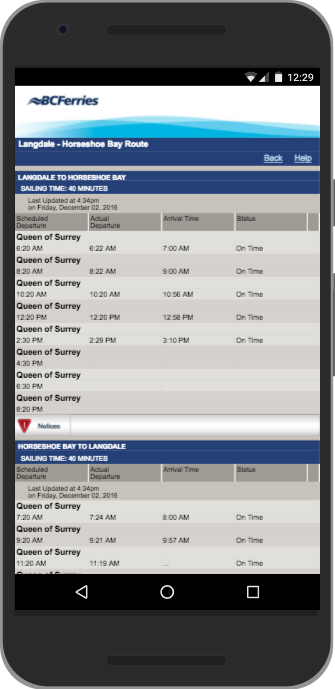 12:29
BCFerries
Langdale - Horseshoe Bay Route
Back Help
LANGDALE TO HORSESHOE BAY
SAILING TIME: 40 MINUTES
Last Updated at 4:34pm
on Friday, December 02, 2016
Scheduled Departure Actual Departure Arrival Time Status
Queen of Surrey
6:20 AM 6:22 AM 7:00 AM On Time
Queen of Surrey
8:20 AM 8:22 AM 9:00 AM On Time
Queen of Surrey
10:20 AM 10:20 AM 10:56 AM On Time
Queen of Surrey
12:20 PM 12:20 PM 12:58 PM On Time
Queen of Surrey
2:30 PM 2:29 PM 3:10 PM On Time
Queen of Surrey
4:30 PM
Queen of Surrey
6:30 PM
Queen of Surrey
8:20 PM
Notices
HORSESHOE BAY TO LANGDALE
SAILING TIME: 40 MINUTES
Scheduled Departure Actual Departure Arrival Time Status
Last Updated at 4:34pm
on Friday, December 02, 2016
Queen of Surrey
7:20 AM 7:24 AM 8:00 AM On Time
Queen of Surrey
9:20 AM 9:21 AM 9:57 AM On Time
Queen of Surrey
11:20 AM 11:19 AM ... On Time